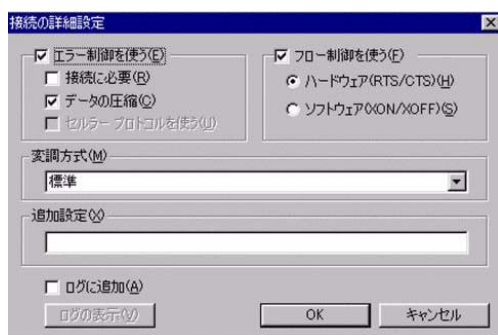 接続の詳細設定
エラー制御を使う(E)
接続に必要(R)
データの圧縮(C)
セルラー プロトコルを使う(U)
フロー制御を使う(F)
ハードウェア(RTS/CTS)(H)
ソフトウェア(XON/XOFF)(S)
変調方式(M)
標準
追加設定(X)
ログに追加(A)
ログの表示(V)
OK
キャンセル